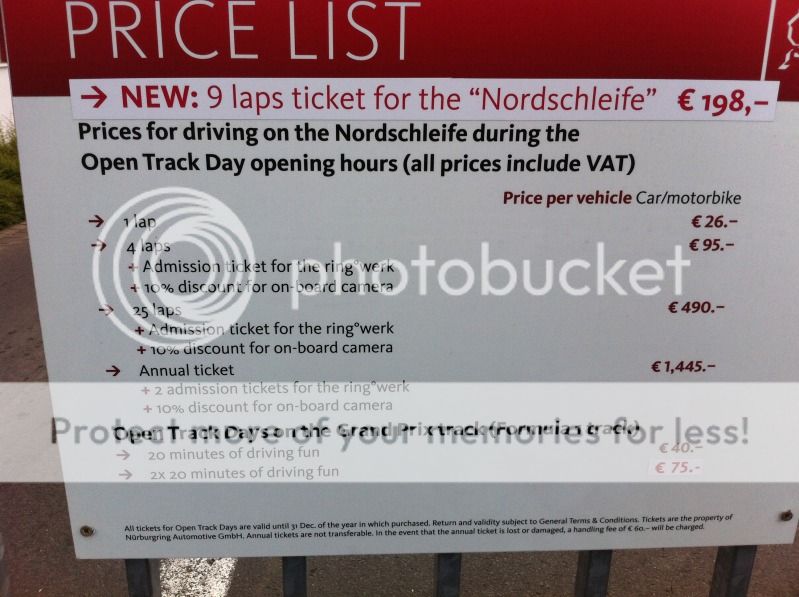 PRICE LIST
→ NEW: 9 laps ticket for the “Nordschleife” € 198,–
Prices for driving on the Nordschleife during the
Open Track Day opening hours (all prices include VAT)
Price per vehicle Car/motorbike
→ 1 lap € 26.–
→ 4 laps € 95.–
+ Admission ticket for the ring°werk
+ 10% discount for on-board camera
photobucket
→ 25 laps € 490.–
+ Admission ticket for the ring°werk
+ 10% discount for on-board camera
→ Annual ticket € 1,445.–
+ 2 admission tickets for the ring°werk
+ 10% discount for on-board camera
Protect more of your memories for less!
Open Track Days on the Grand Prix track (Formula 1 track)
→ 20 minutes of driving fun € 40.–
→ 2x 20 minutes of driving fun € 75.–
All tickets for Open Track Days are valid until 31 Dec. of the year in which purchased. Return and validity subject to General Terms & Conditions. Tickets are the property of
Nürburgring Automotive GmbH. Annual tickets are not transferable. In the event that the annual ticket is lost or damaged, a handling fee of € 60.– will be charged.